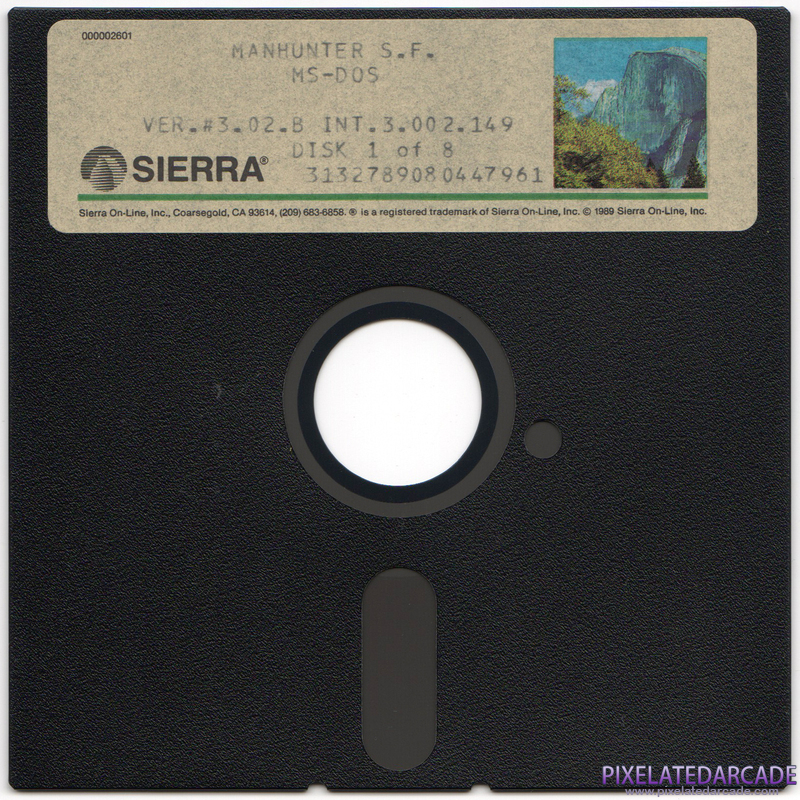 000002601
MANHUNTER S.F.
MS-DOS
VER.#3.02.B INT.3.002.149
DISK 1 of 8
SIERRA®
3132789080447961
Sierra On-Line, Inc., Coarsegold, CA 93614, (209) 683-6858. ® is a registered trademark of Sierra On-Line, Inc. © 1989 Sierra On-Line, Inc.
PIXELATEDARCADE
www.pixelatedarcade.com